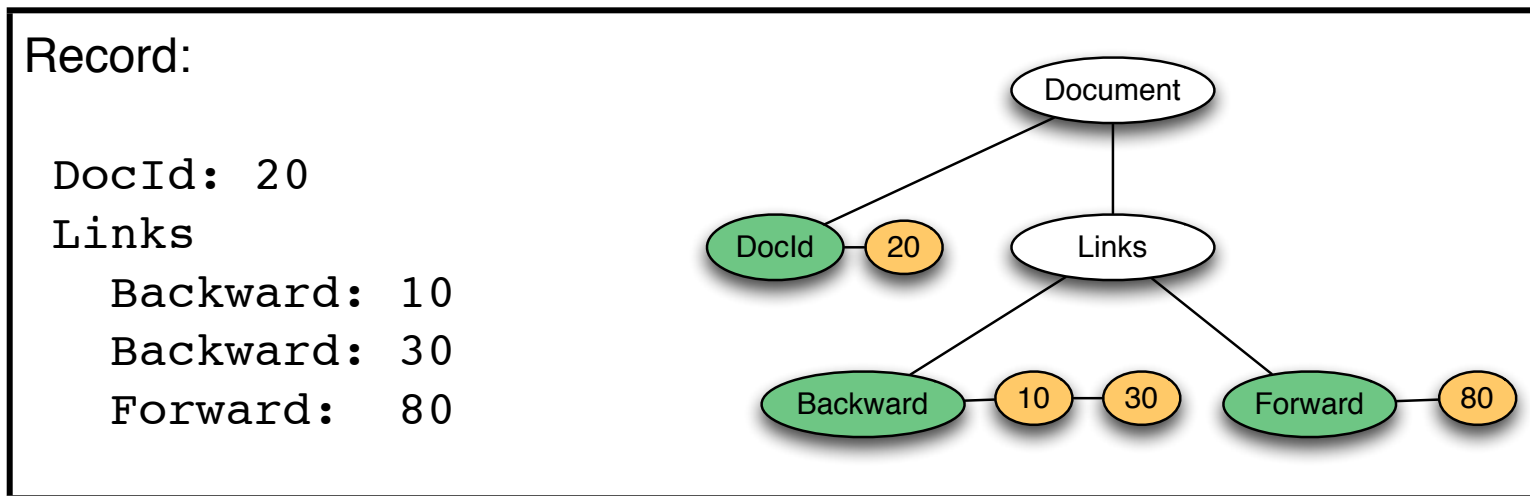 Record:
DocId: 20
Links
Backward: 10
Backward: 30
Forward: 80
Document
DocId 20 Links
Backward 10 30 Forward 80